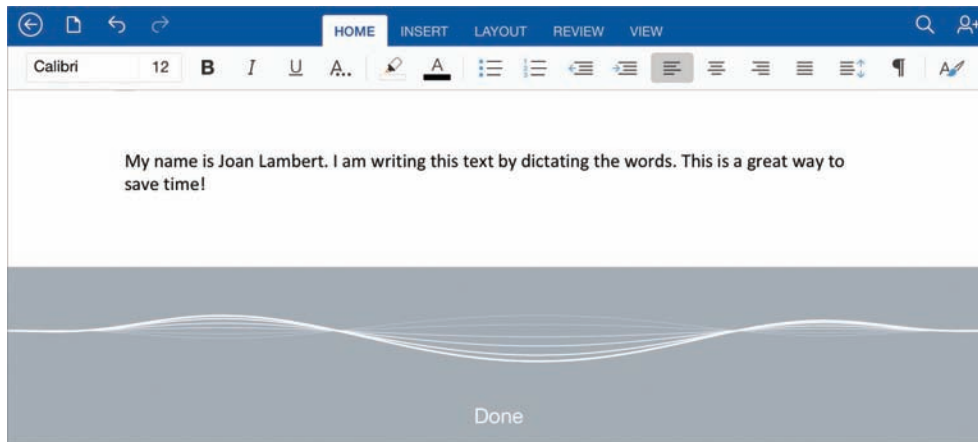 HOME INSERT LAYOUT REVIEW VIEW
Calibri 12 B I U A.. A
My name is Joan Lambert. I am writing this text by dictating the words. This is a great way to
save time!
Done